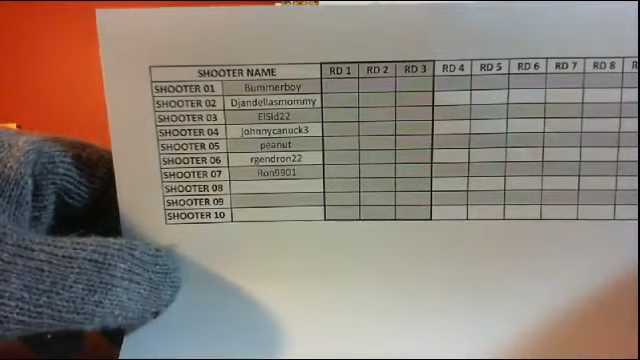 SHOOTER NAME RD 1 RD 2 RD 3 RD 4 RD 5 RD 6 RD 7 RD 8 R
SHOOTER 01 Bummerboy
SHOOTER 02 Djandellasmommy
SHOOTER 03 ElSid22
SHOOTER 04 johnnycanuck3
SHOOTER 05 peanut
SHOOTER 06 rgendron22
SHOOTER 07 Ron9901
SHOOTER 08
SHOOTER 09
SHOOTER 10